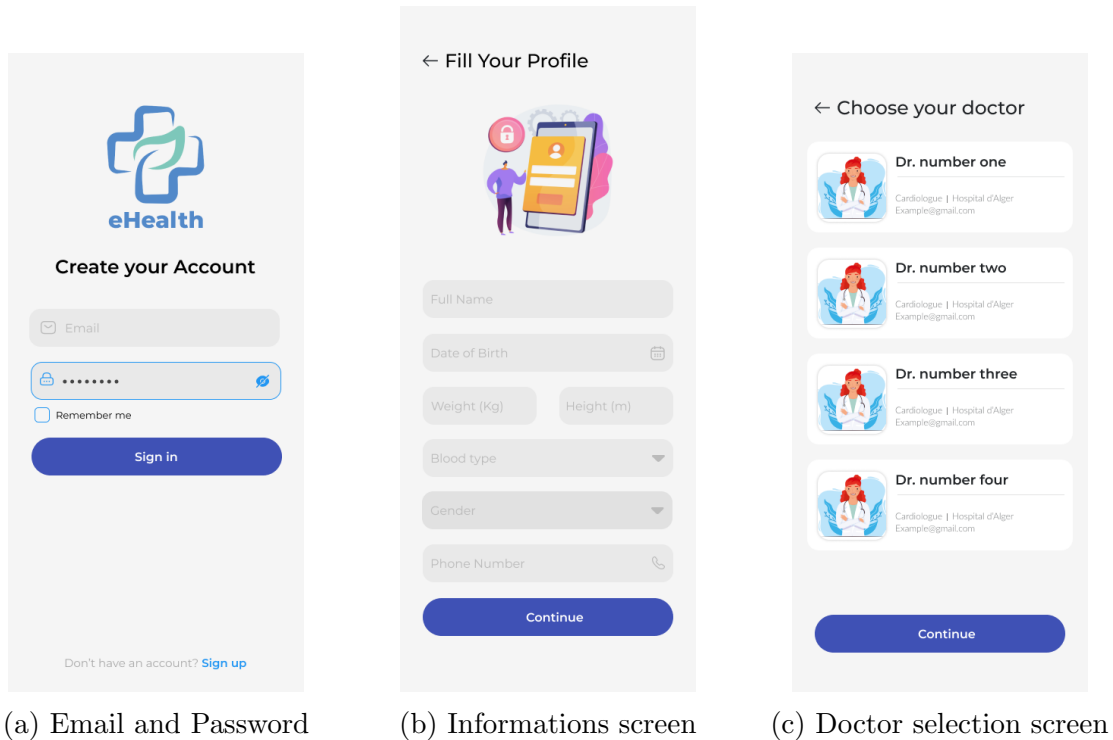 eHealth
Create your Account
Email
••••••••
Remember me
Sign in
Don't have an account? Sign up
(a) Email and Password
← Fill Your Profile
Full Name
Date of Birth
Weight (Kg) Height (m)
Blood type
Gender
Phone Number
Continue
(b) Informations screen
← Choose your doctor
Dr. number one
Cardiologue | Hospital d'Alger
Example@gmail.com
Dr. number two
Cardiologue | Hospital d'Alger
Example@gmail.com
Dr. number three
Cardiologue | Hospital d'Alger
Example@gmail.com
Dr. number four
Cardiologue | Hospital d'Alger
Example@gmail.com
Continue
(c) Doctor selection screen